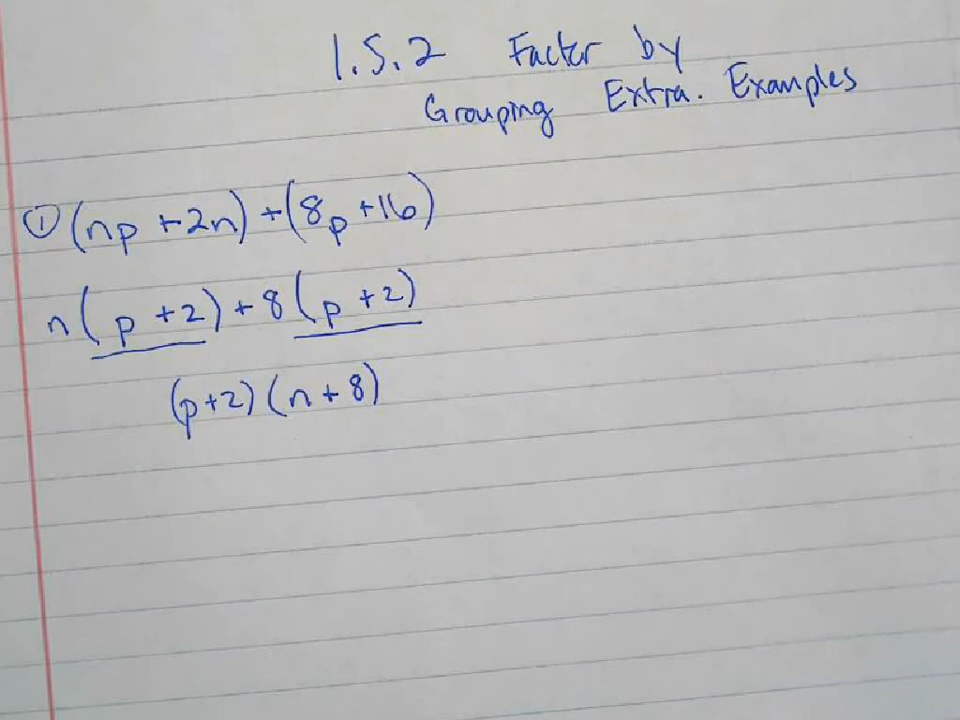 1.5.2 Factor by
Grouping Extra. Examples
① (np +2n) + (8p +16)
n(p +2) + 8(p +2)
(p+2)(n+8)